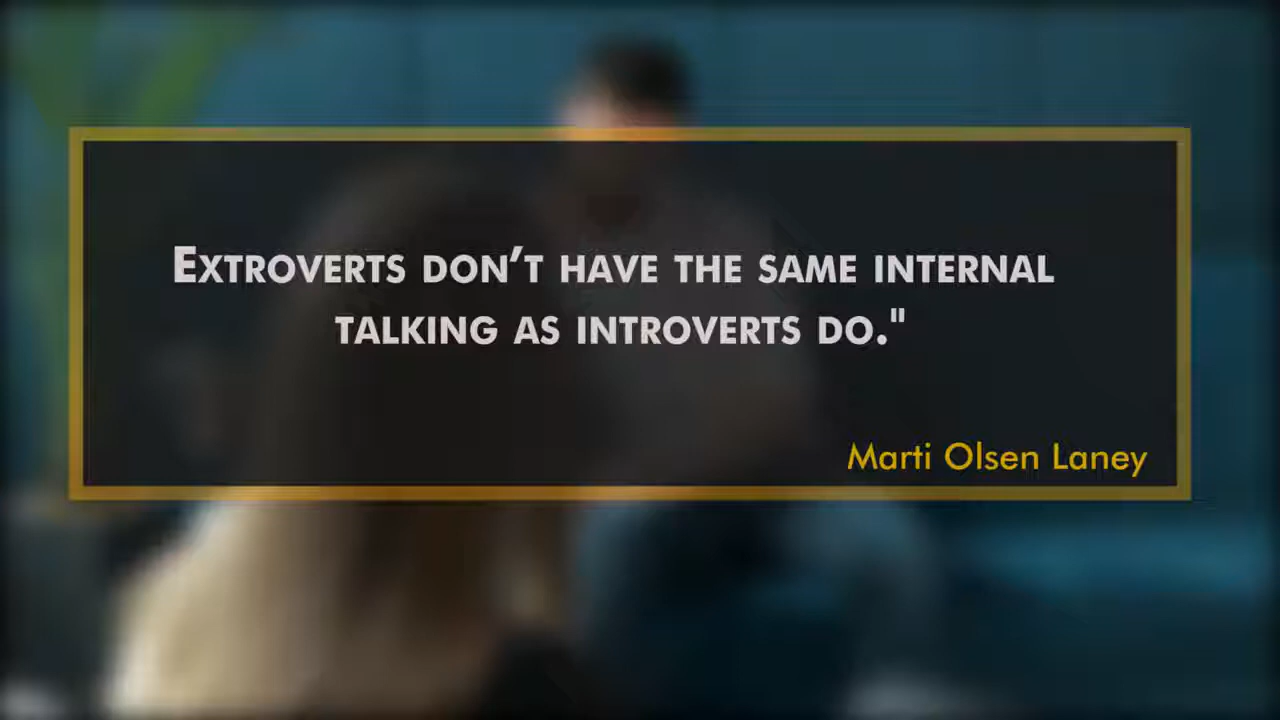 Extroverts don’t have the same internal
talking as introverts do."
Marti Olsen Laney